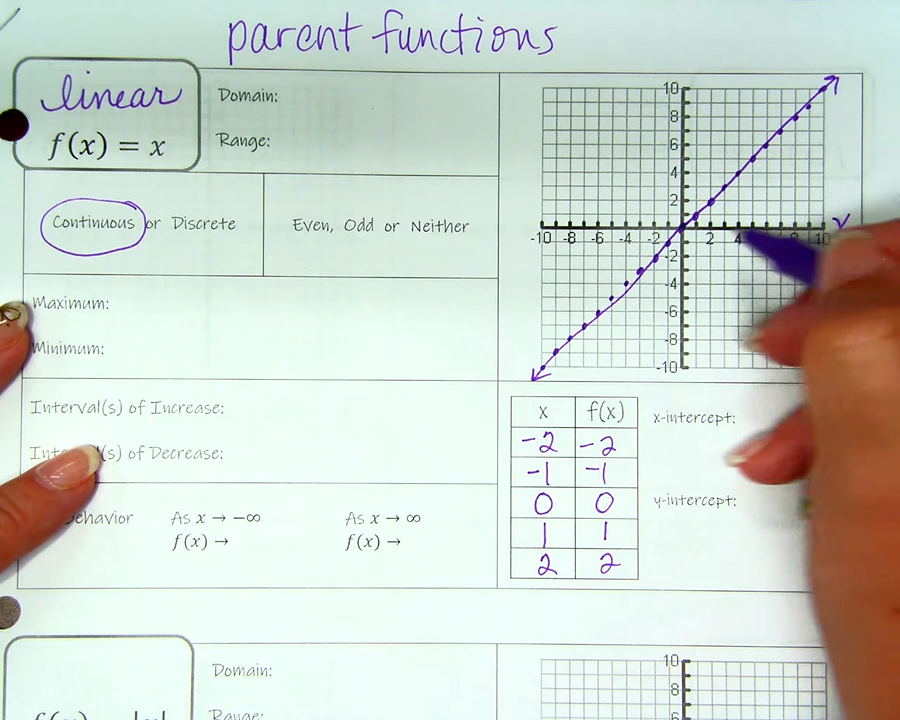 parent functions
linear
f(x) = x
Domain:
Range:
Continuous or Discrete
Even, Odd or Neither
Maximum:
Minimum:
Interval(s) of Increase:
(s) of Decrease:
Behavior
As x → -∞
f(x) →
As x → ∞
f(x) →
10
8
6
4
2
0
-10 -8 -6 -4 -2 2 4 8 10
-2
-4
-6
-8
-10
x f(x)
-2 -2
-1 -1
0 0
1 1
2 2
x-intercept:
y-intercept:
Domain:
Range:
10
8